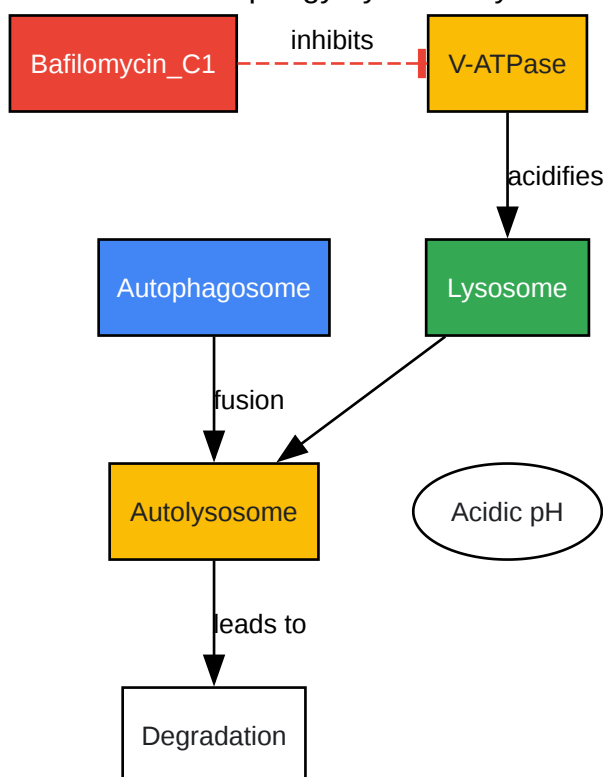 inhibits
Bafilomycin_C1
V-ATPase
acidifies
Autophagosome
Lysosome
fusion
Autolysosome
Acidic pH
leads to
Degradation